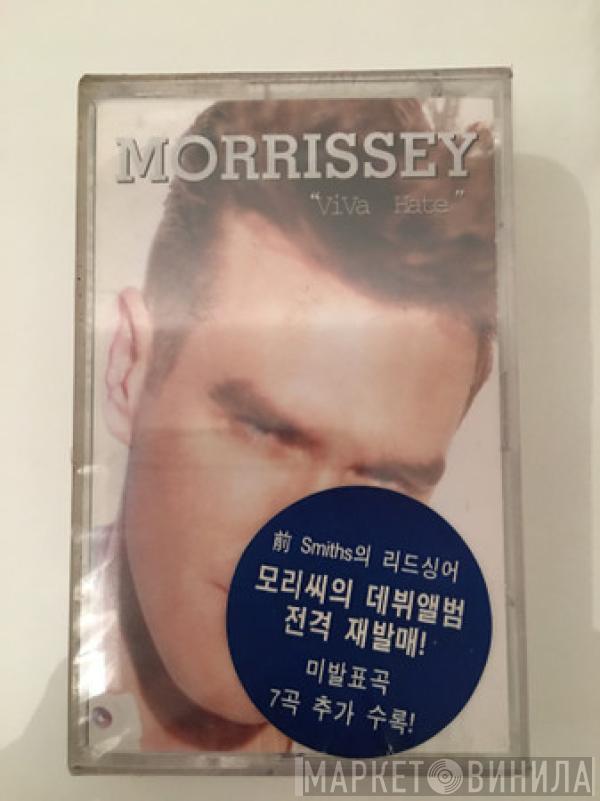 MORRISSEY
"ViVa Hate"
前 Smiths의 리드싱어
모리씨의 데뷔앨범
전격 재발매!
미발표곡
7곡 추가 수록!
МАРКЕТ ВИНИЛА